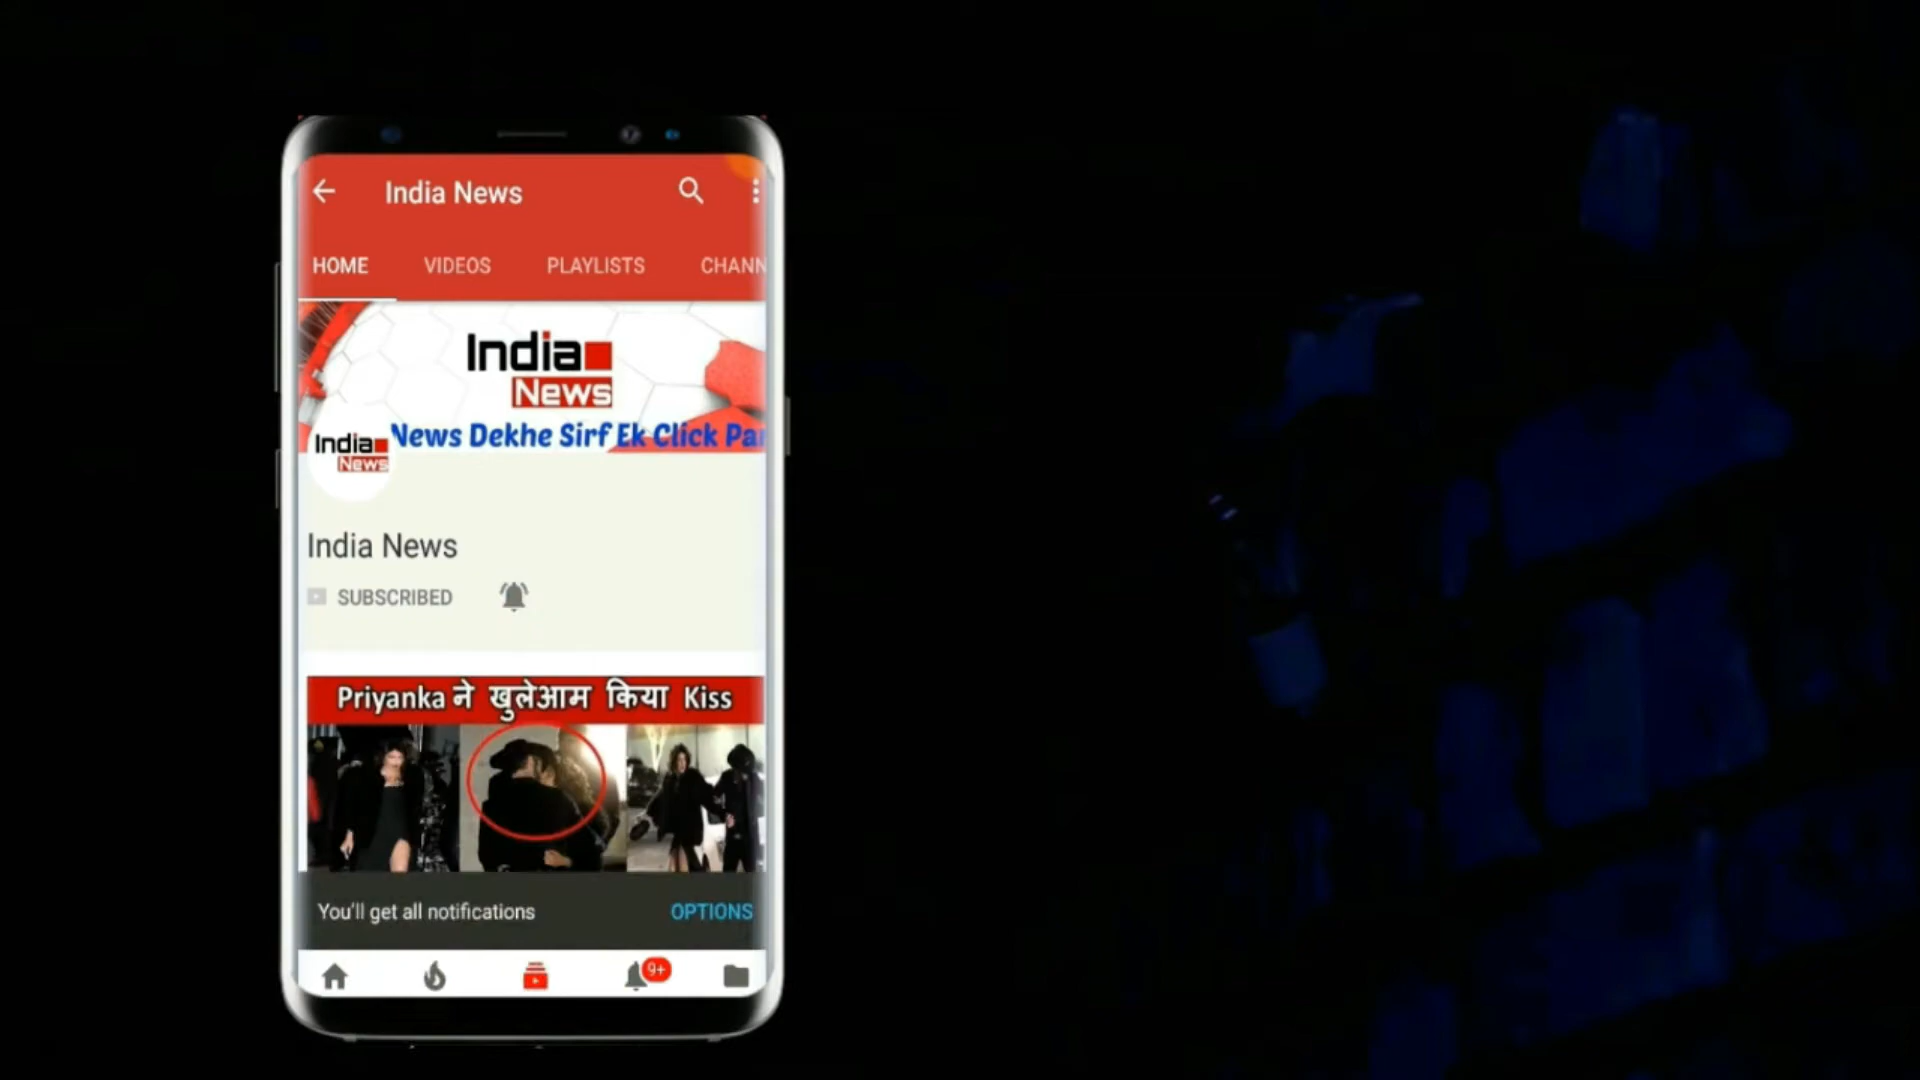 India News
HOME VIDEOS PLAYLISTS CHANN
India
News
News Dekhe Sirf Ek Click Par
India
News
India News
SUBSCRIBED
Priyanka ने खुलेआम किया Kiss
You'll get all notifications OPTIONS
9+